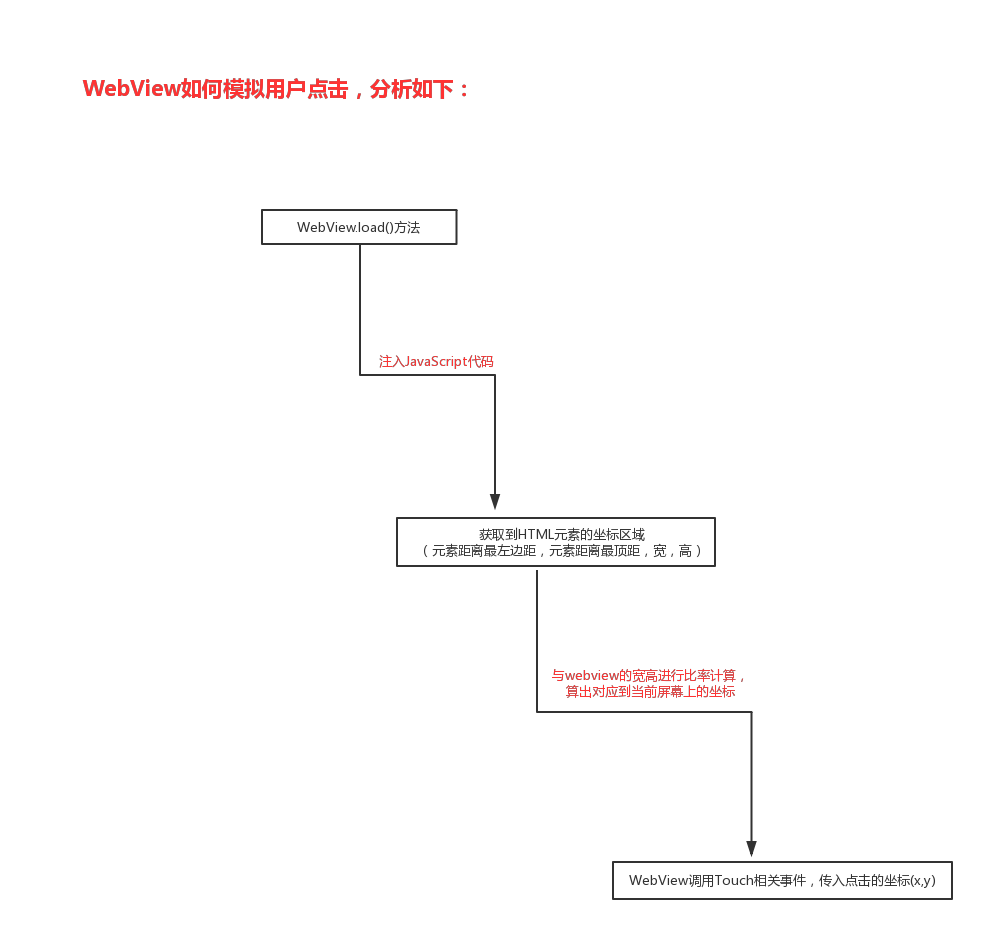 WebView如何模拟用户点击，分析如下：
WebView.load()方法
注入JavaScript代码
获取到HTML元素的坐标区域
（元素距离最左边距，元素距离最顶距，宽，高）
与webview的宽高进行比率计算，
算出对应到当前屏幕上的坐标
WebView调用Touch相关事件，传入点击的坐标(x,y)